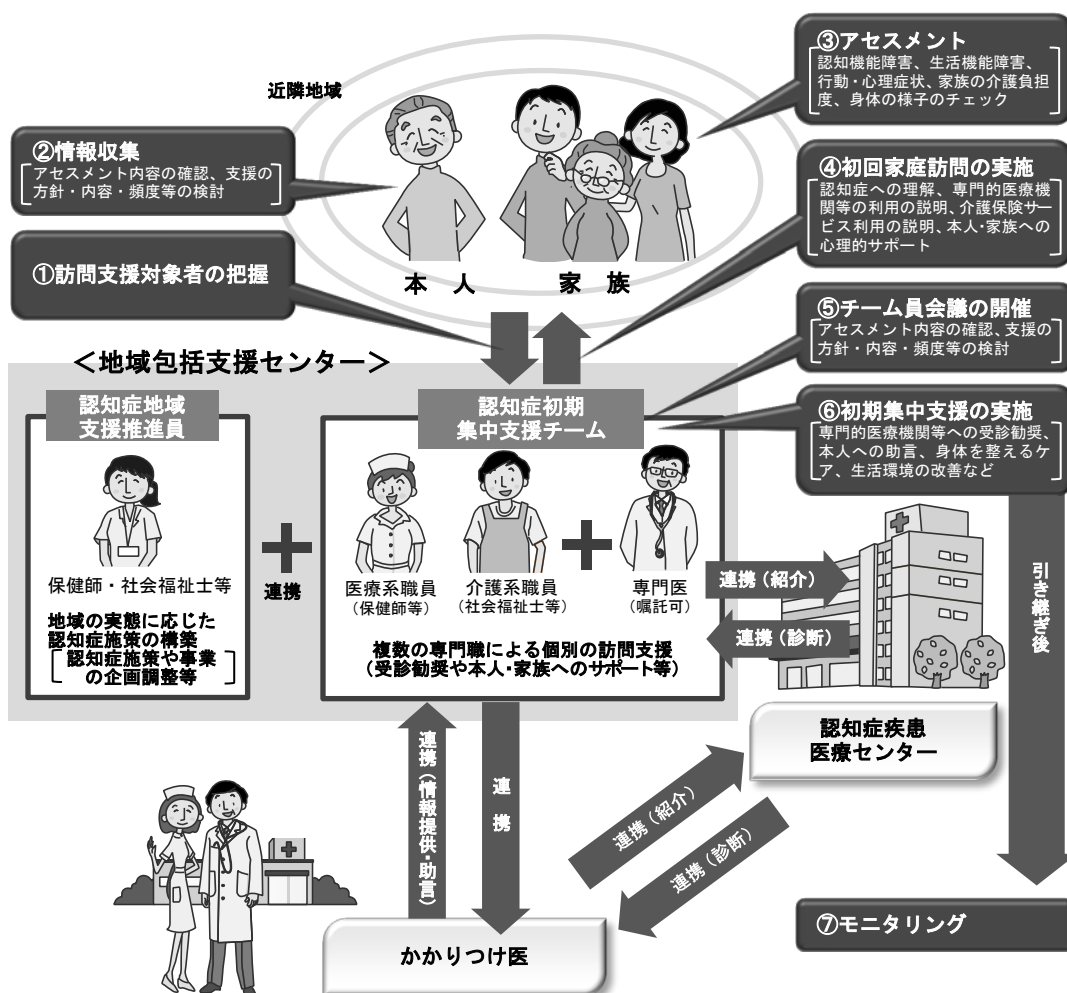 近隣地域
③アセスメント
認知機能障害、生活機能障害、
行動・心理症状、家族の介護負担
度、身体の様子のチェック
②情報収集
アセスメント内容の確認、支援の
方針・内容・頻度等の検討
④初回家庭訪問の実施
認知症への理解、専門的医療機
関等の利用の説明、介護保険サー
ビス利用の説明、本人・家族への
心理的サポート
①訪問支援対象者の把握
本人
家族
⑤チーム員会議の開催
アセスメント内容の確認、支援の
方針・内容・頻度等の検討
＜地域包括支援センター＞
認知症地域
支援推進員
認知症初期
集中支援チーム
⑥初期集中支援の実施
専門的医療機関等への受診勧奨、
本人への助言、身体を整えるケ
ア、生活環境の改善など
保健師・社会福祉士等
連携
医療系職員
(保健師等)
介護系職員
(社会福祉士等)
専門医
(嘱託可)
地域の実態に応じた
認知症施策の構築
認知症施策や事業
の企画調整等
複数の専門職による個別の訪問支援
(受診勧奨や本人・家族へのサポート等)
連携(紹介)
連携(診断)
引き継ぎ後
認知症疾患
医療センター
連携(情報提供・助言)
連携
連携(紹介)
連携(診断)
かかりつけ医
⑦モニタリング